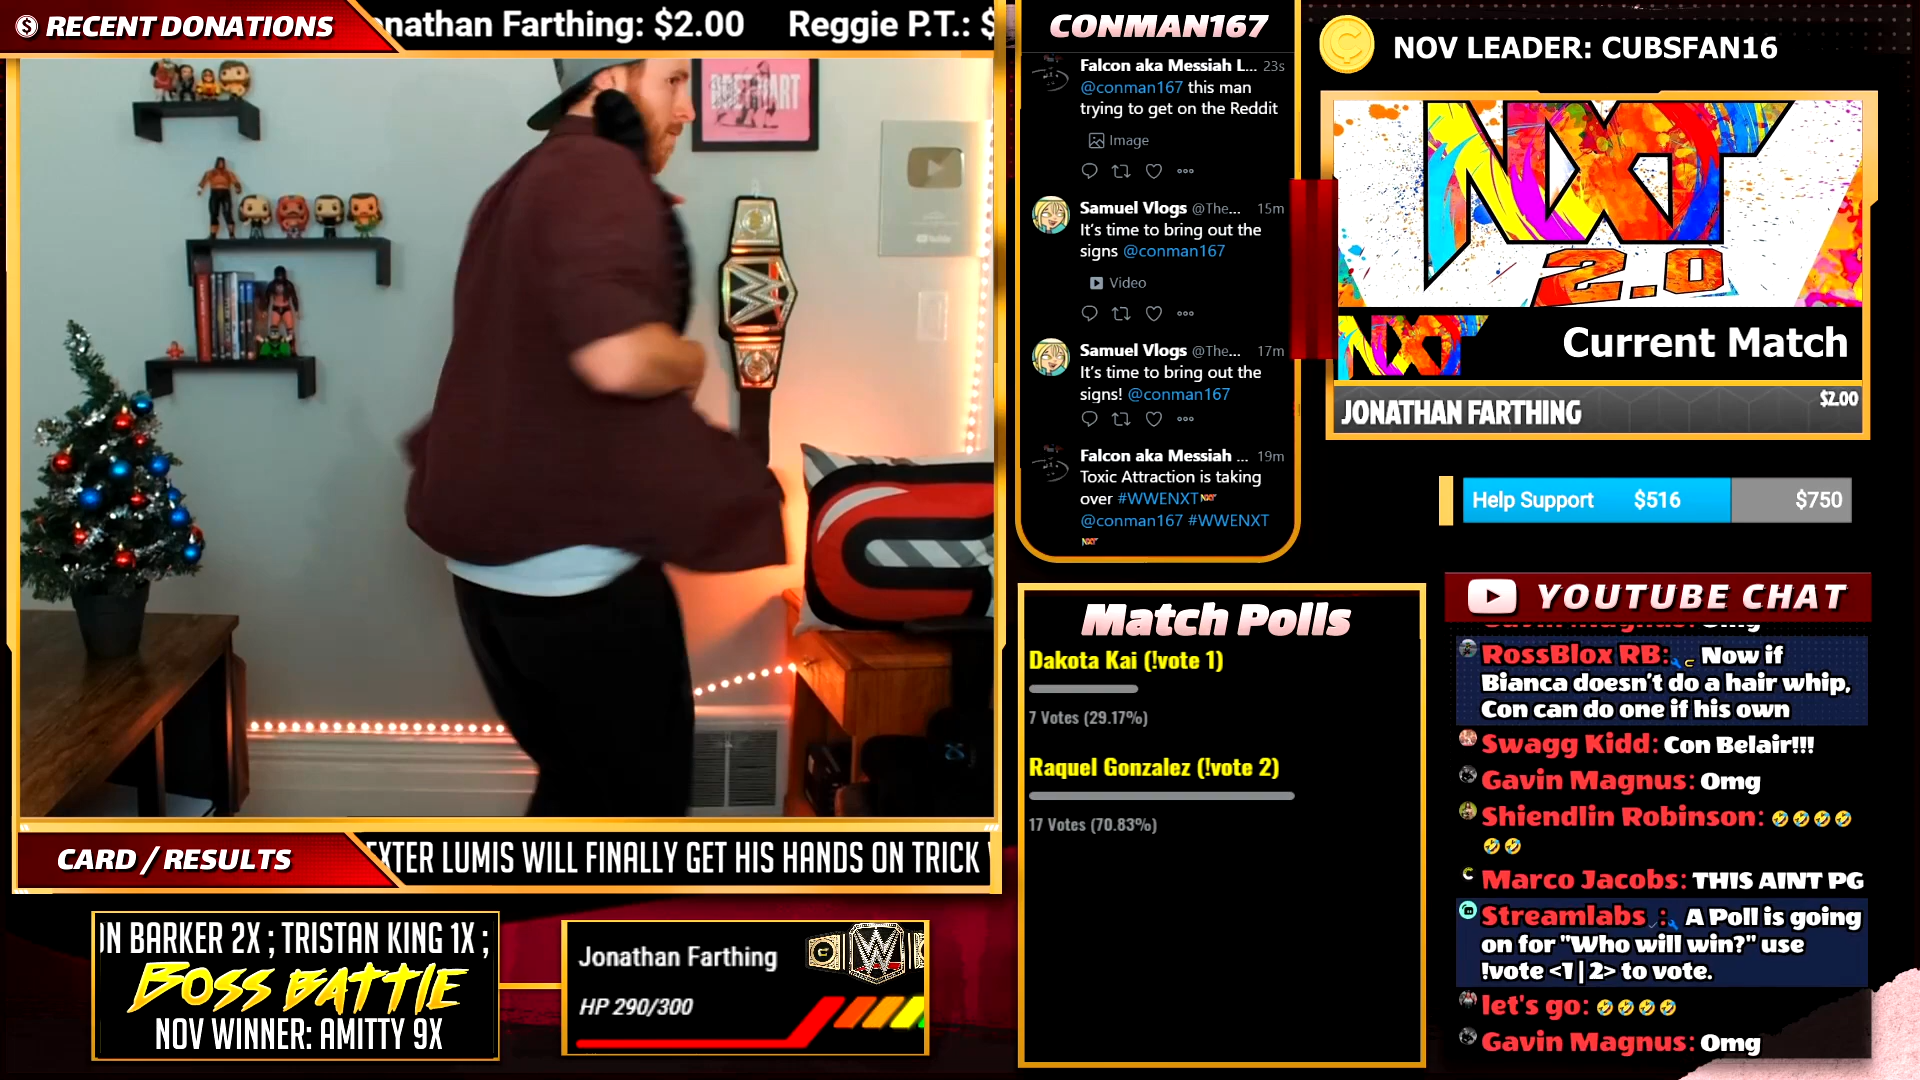 RECENT DONATIONS
nathan Farthing: $2.00 Reggie P.T.: $
CONMAN167
Falcon aka Messiah L... 23s
@conman167 this man
trying to get on the Reddit
Image
Samuel Vlogs @The... 15m
It's time to bring out the
signs @conman167
Video
Samuel Vlogs @The... 17m
It's time to bring out the
signs! @conman167
Falcon aka Messiah ... 19m
Toxic Attraction is taking
over #WWENXT
@conman167 #WWENXT
NOV LEADER: CUBSFAN16
NXT
2.0
NXT
Current Match
JONATHAN FARTHING
$2.00
Help Support $516 $750
Match Polls
Dakota Kai (!vote 1)
7 Votes (29.17%)
Raquel Gonzalez (!vote 2)
17 Votes (70.83%)
YOUTUBE CHAT
RossBlox RB: Now if
Bianca doesn't do a hair whip,
Con can do one if his own
Swagg Kidd: Con Belair!!!
Gavin Magnus: Omg
Shiendlin Robinson: 🤣🤣🤣🤣
🤣🤣
Marco Jacobs: THIS AINT PG
Streamlabs : A Poll is going
on for "Who will win?" use
!vote <1 | 2> to vote.
let's go: 🤣🤣🤣🤣
Gavin Magnus: Omg
CARD / RESULTS
EXTER LUMIS WILL FINALLY GET HIS HANDS ON TRICK
N BARKER 2X ; TRISTAN KING 1X ;
BOSS BATTLE
NOV WINNER: AMITTY 9X
Jonathan Farthing
HP 290/300